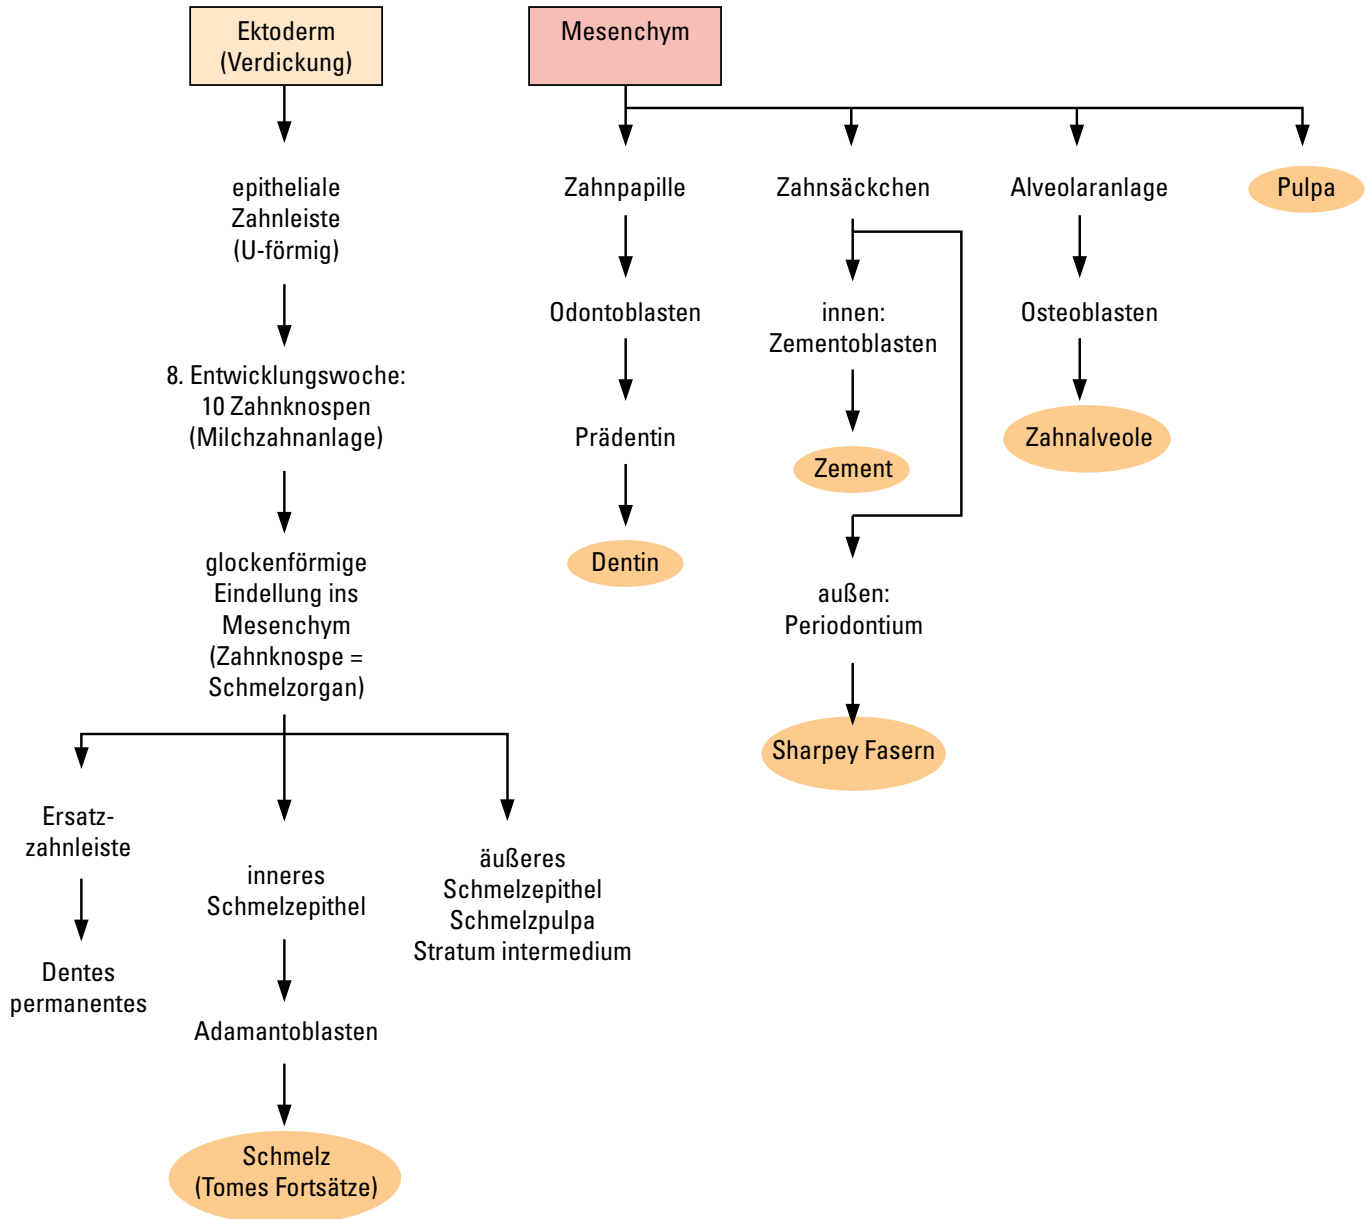 Ektoderm
(Verdickung)
epitheliale
Zahnleiste
(U-förmig)
8. Entwicklungswoche:
10 Zahnknospen
(Milchzahnanlage)
glockenförmige
Eindellung ins
Mesenchym
(Zahnknospe =
Schmelzorgan)
Ersatz-
zahnleiste
Dentes
permanentes
inneres
Schmelzepithel
Adamantoblasten
Schmelz
(Tomes Fortsätze)
äußeres
Schmelzepithel
Schmelzpulpa
Stratum intermedium
Mesenchym
Zahnpapille
Odontoblasten
Prädentin
Dentin
Zahnsäckchen
innen:
Zementoblasten
Zement
außen:
Periodontium
Sharpey Fasern
Alveolaranlage
Osteoblasten
Zahnalveole
Pulpa